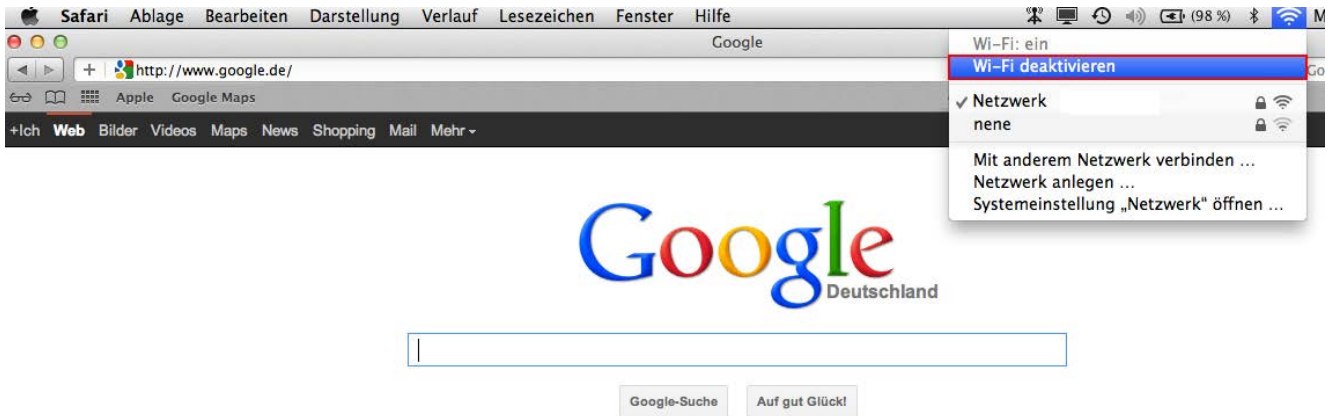 Safari Ablage Bearbeiten Darstellung Verlauf Lesezeichen Fenster Hilfe (98 %) M
Google
http://www.google.de/ Go
Apple Google Maps
+Ich Web Bilder Videos Maps News Shopping Mail Mehr
Wi-Fi: ein
Wi-Fi deaktivieren
Netzwerk
nene
Mit anderem Netzwerk verbinden ...
Netzwerk anlegen ...
Systemeinstellung „Netzwerk“ öffnen ...
Google
Deutschland
Google-Suche Auf gut Glück!